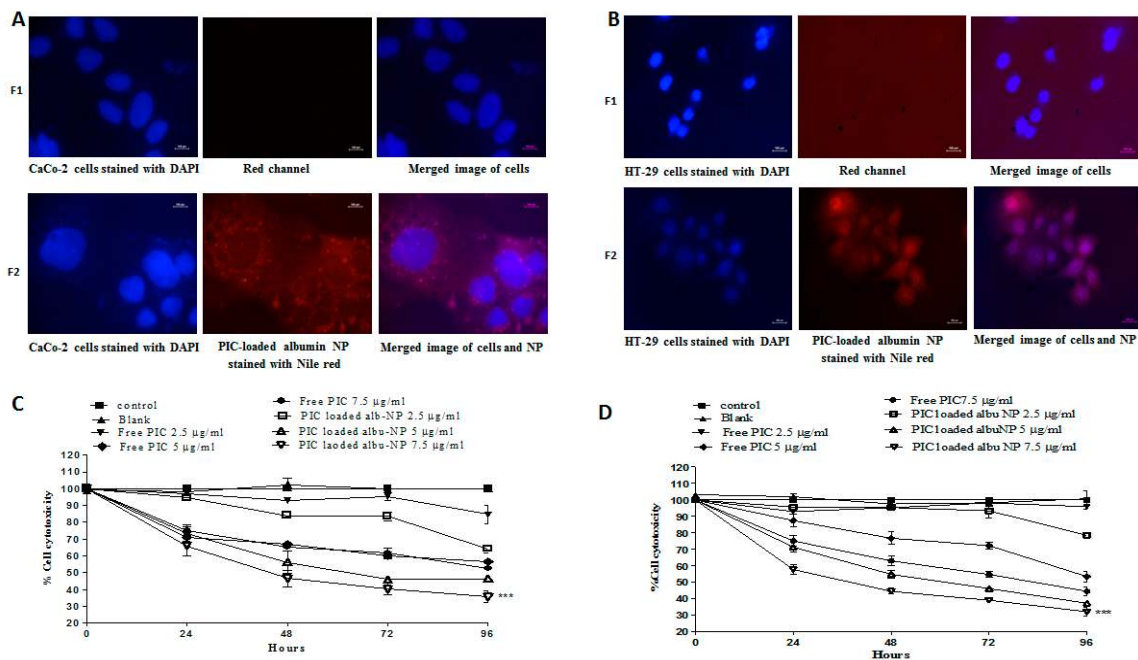 A
F1
CaCo-2 cells stained with DAPI
Red channel
Merged image of cells
F2
CaCo-2 cells stained with DAPI
PIC-loaded albumin NP
stained with Nile red
Merged image of cells and NP
B
F1
HT-29 cells stained with DAPI
Red channel
Merged image of cells
F2
HT-29 cells stained with DAPI
PIC-loaded albumin NP
stained with Nile red
Merged image of cells and NP
C
control
Blank
Free PIC 2.5 µg/ml
Free PIC 5 µg/ml
Free PIC 7.5 µg/ml
PIC loaded alb-NP 2.5 µg/ml
PIC loaded albu-NP 5 µg/ml
PIC laoded albu-NP 7.5 µg/ml
% Cell cytotoxicity
120
110
100
90
80
70
60
50
40
30
20
***
0 24 48 72 96
Hours
D
control
Blank
Free PIC 2.5 µg/ml
Free PIC 5 µg/ml
Free PIC7.5 µg/ml
PIC1oaded albu NP 2.5 µg/ml
PIC1oaded albuNP 5 µg/ml
PIC1oaded albu NP 7.5 µg/ml
%Cell cytotoxicity
120
110
100
90
80
70
60
50
40
30
20
***
0 24 48 72 96
Hours